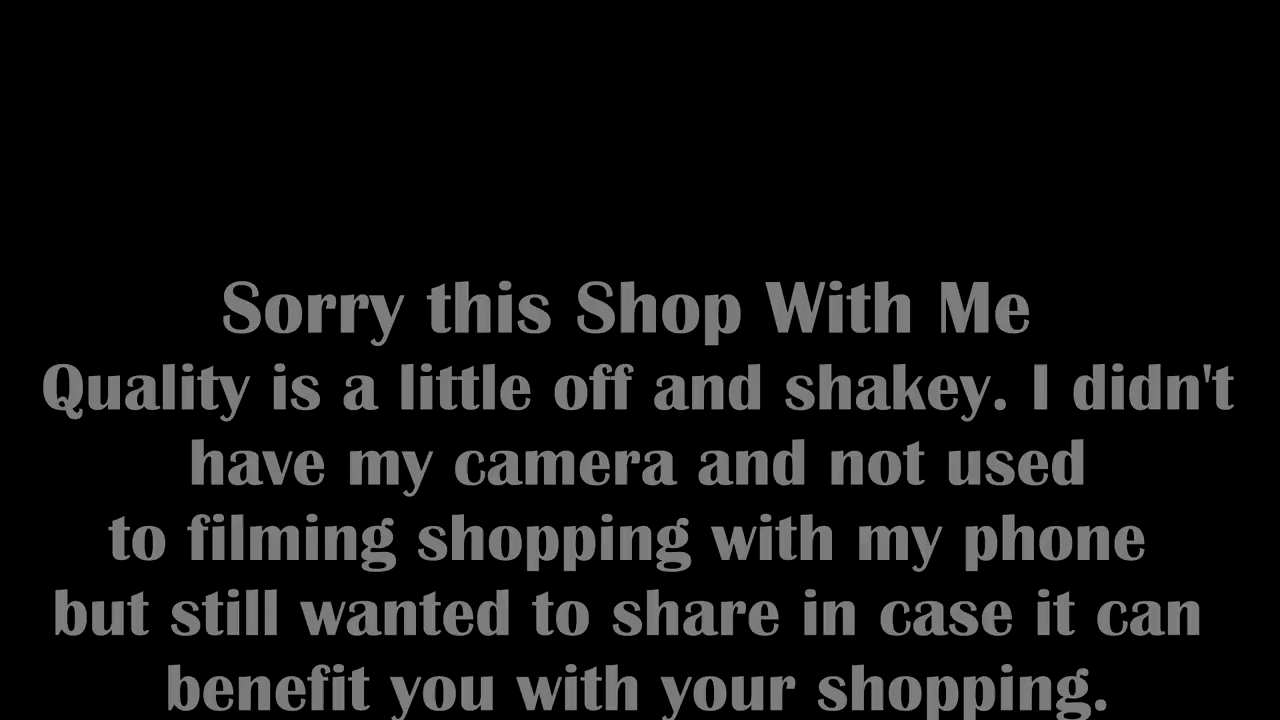 Sorry this Shop With Me
Quality is a little off and shakey. I didn't
have my camera and not used
to filming shopping with my phone
but still wanted to share in case it can
benefit you with your shopping.